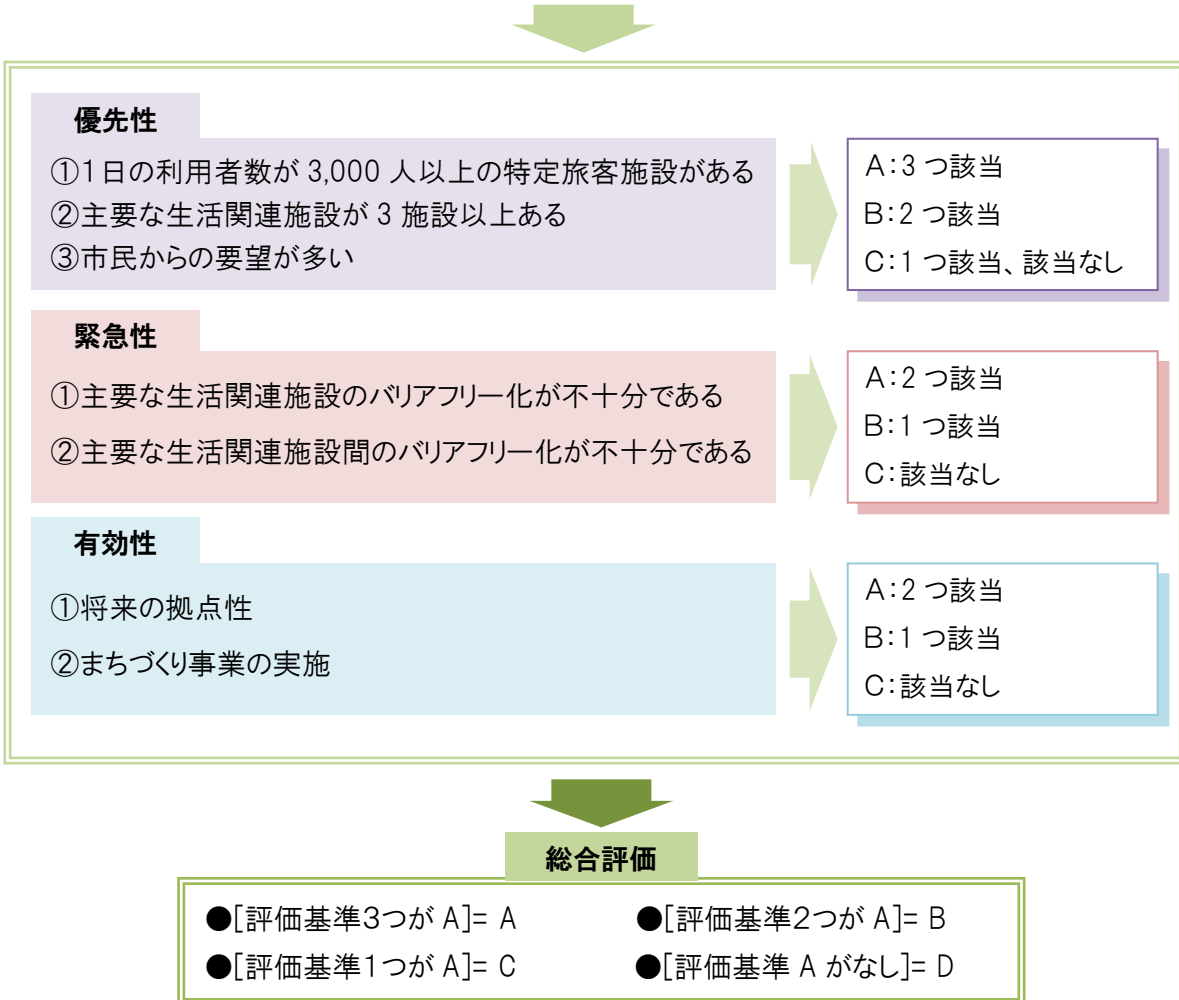 優先性
①1日の利用者数が 3,000 人以上の特定旅客施設がある
②主要な生活関連施設が 3 施設以上ある
③市民からの要望が多い
A:3 つ該当
B:2 つ該当
C:1 つ該当、該当なし
緊急性
①主要な生活関連施設のバリアフリー化が不十分である
②主要な生活関連施設間のバリアフリー化が不十分である
A:2 つ該当
B:1 つ該当
C:該当なし
有効性
①将来の拠点性
②まちづくり事業の実施
A:2 つ該当
B:1 つ該当
C:該当なし
総合評価
●[評価基準3つが A]= A ●[評価基準2つが A]= B
●[評価基準1つが A]= C ●[評価基準 A がなし]= D